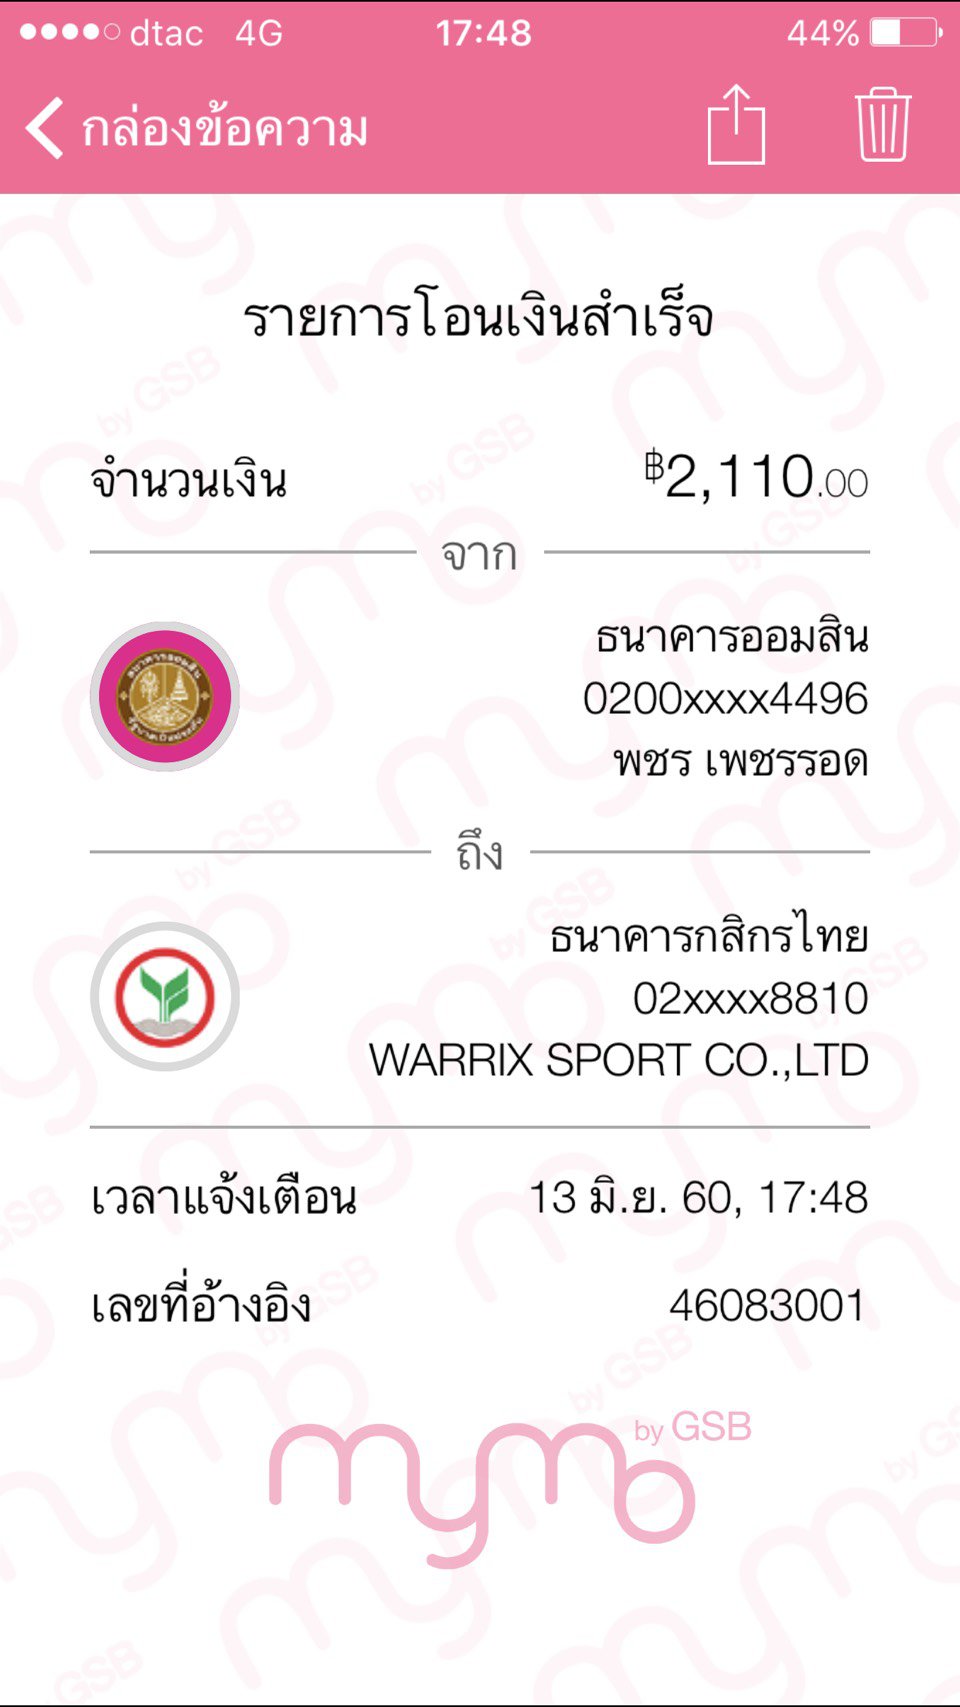 dtac 4G 17:48 44%
กล่องข้อความ
รายการโอนเงินสำเร็จ
จำนวนเงิน ฿2,110.00
จาก
ธนาคารออมสิน
0200xxxx4496
พชร เพชรรอด
ถึง
ธนาคารกสิกรไทย
02xxxx8810
WARRIX SPORT CO.,LTD
เวลาแจ้งเตือน 13 มิ.ย. 60, 17:48
เลขที่อ้างอิง 46083001
mymo by GSB